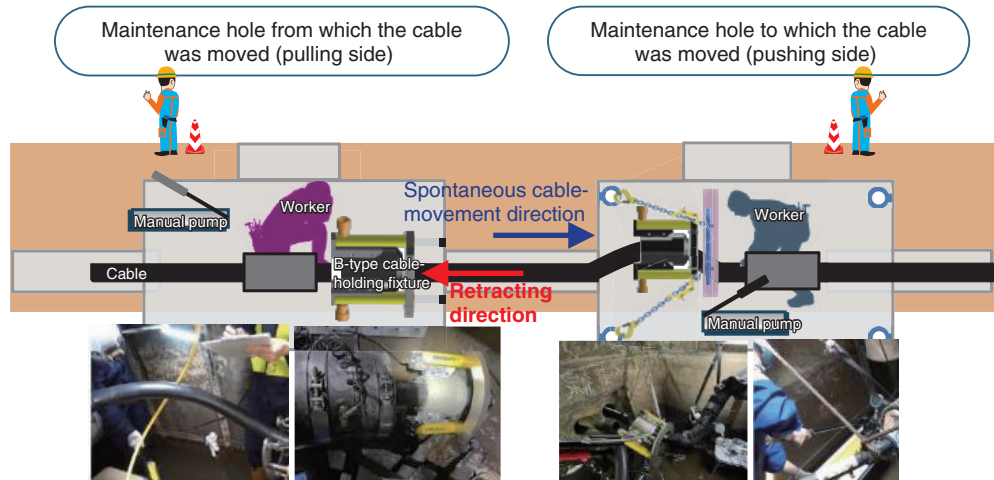 Maintenance hole from which the cable
was moved (pulling side)
Maintenance hole to which the cable
was moved (pushing side)
Spontaneous cable-
movement direction
Worker
Manual pump
Cable
B-type cable-
holding fixture
Retracting
direction
Worker
Manual pump